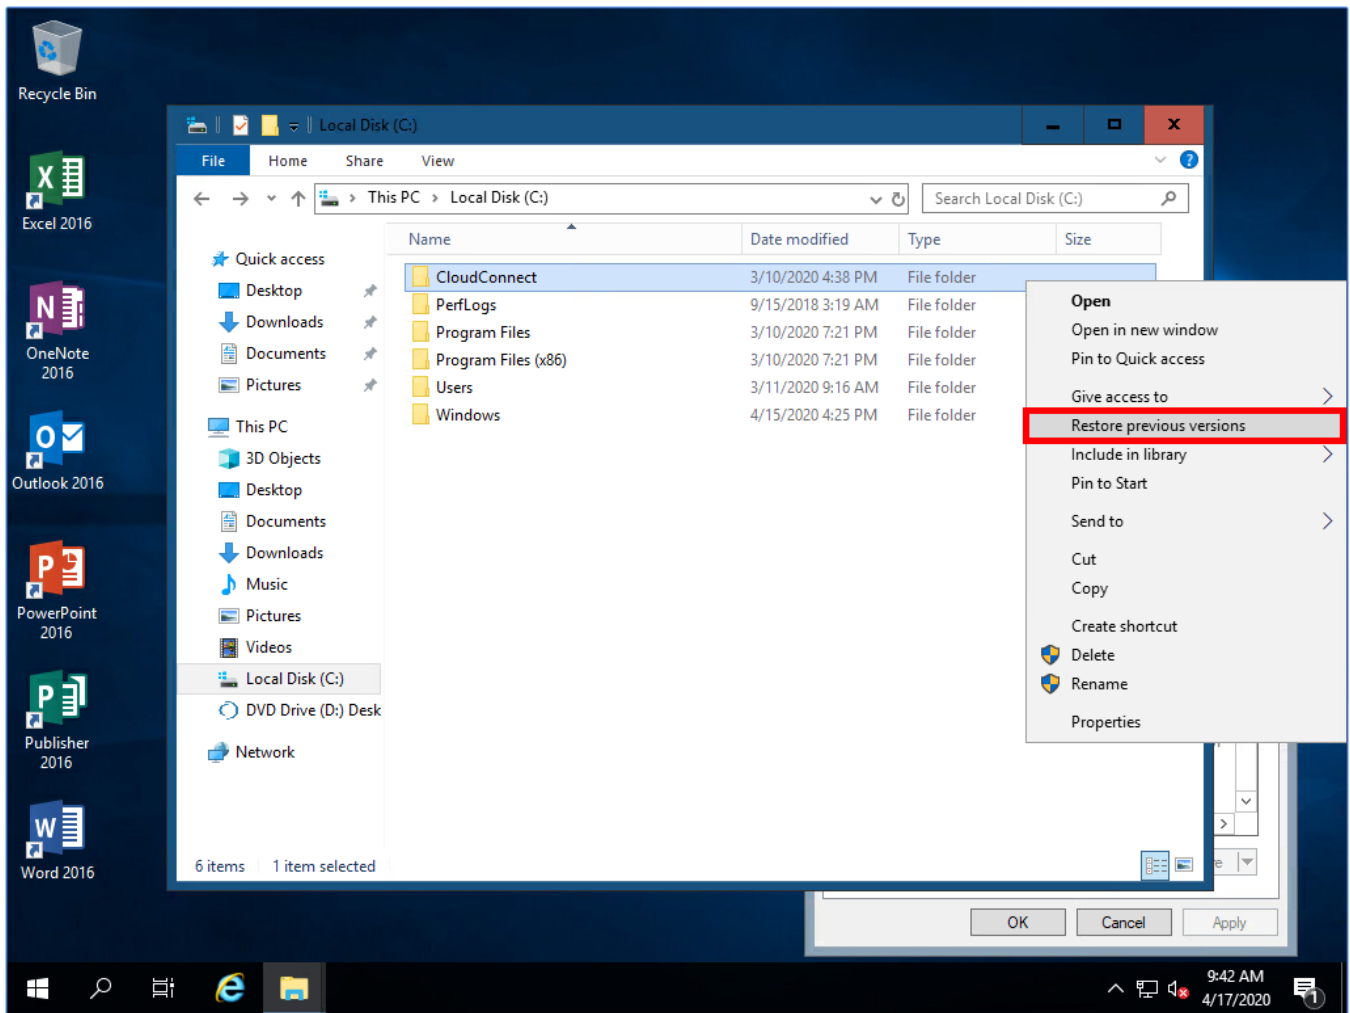 Recycle Bin
Excel 2016
OneNote
2016
Outlook 2016
PowerPoint
2016
Publisher
2016
Word 2016
Local Disk (C:)
File Home Share View
This PC > Local Disk (C:)
Search Local Disk (C:)
Name Date modified Type Size
Quick access
Desktop
Downloads
Documents
Pictures
This PC
3D Objects
Desktop
Documents
Downloads
Music
Pictures
Videos
Local Disk (C:)
DVD Drive (D:) Desk
Network
CloudConnect 3/10/2020 4:38 PM File folder
PerfLogs 9/15/2018 3:19 AM File folder
Program Files 3/10/2020 7:21 PM File folder
Program Files (x86) 3/10/2020 7:21 PM File folder
Users 3/11/2020 9:16 AM File folder
Windows 4/15/2020 4:25 PM File folder
Open
Open in new window
Pin to Quick access
Give access to
Restore previous versions
Include in library
Pin to Start
Send to
Cut
Copy
Create shortcut
Delete
Rename
Properties
6 items 1 item selected
OK Cancel Apply
9:42 AM
4/17/2020
1